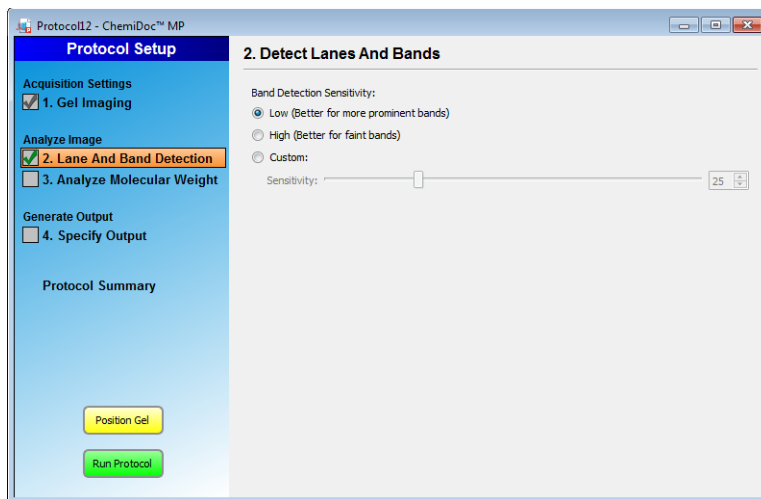 Protocol12 - ChemiDoc™ MP
Protocol Setup
Acquisition Settings
1. Gel Imaging
Analyze Image
2. Lane And Band Detection
3. Analyze Molecular Weight
Generate Output
4. Specify Output
Protocol Summary
Position Gel
Run Protocol
2. Detect Lanes And Bands
Band Detection Sensitivity:
Low (Better for more prominent bands)
High (Better for faint bands)
Custom:
Sensitivity: 25